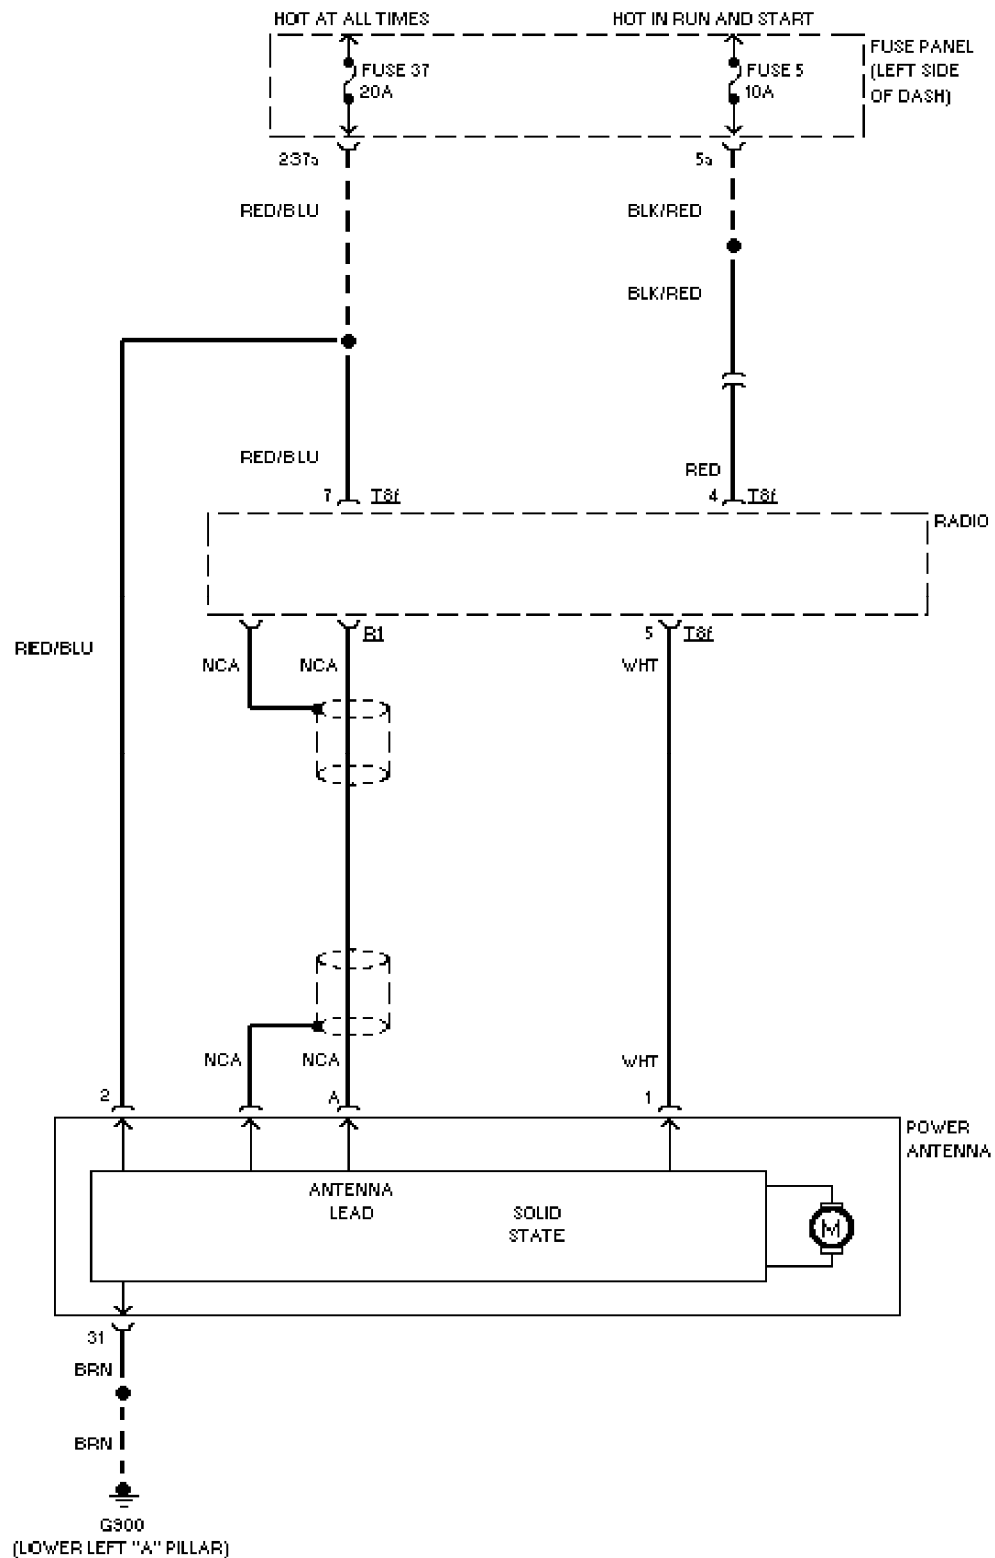 HOT AT ALL TIMES
HOT IN RUN AND START
FUSE PANEL
(LEFT SIDE
OF DASH)
FUSE 37
20A
FUSE 5
10A
237a
5a
RED/BLU
BLK/RED
BLK/RED
RED/BLU
RED
7
T8f
4
T8f
RADIO
R1
5
T8f
RED/BLU
NCA
NCA
WHT
NCA
NCA
WHT
2
A
1
POWER
ANTENNA
ANTENNA
LEAD
SOLID
STATE
M
31
BRN
BRN
G900
(LOWER LEFT "A" PILLAR)